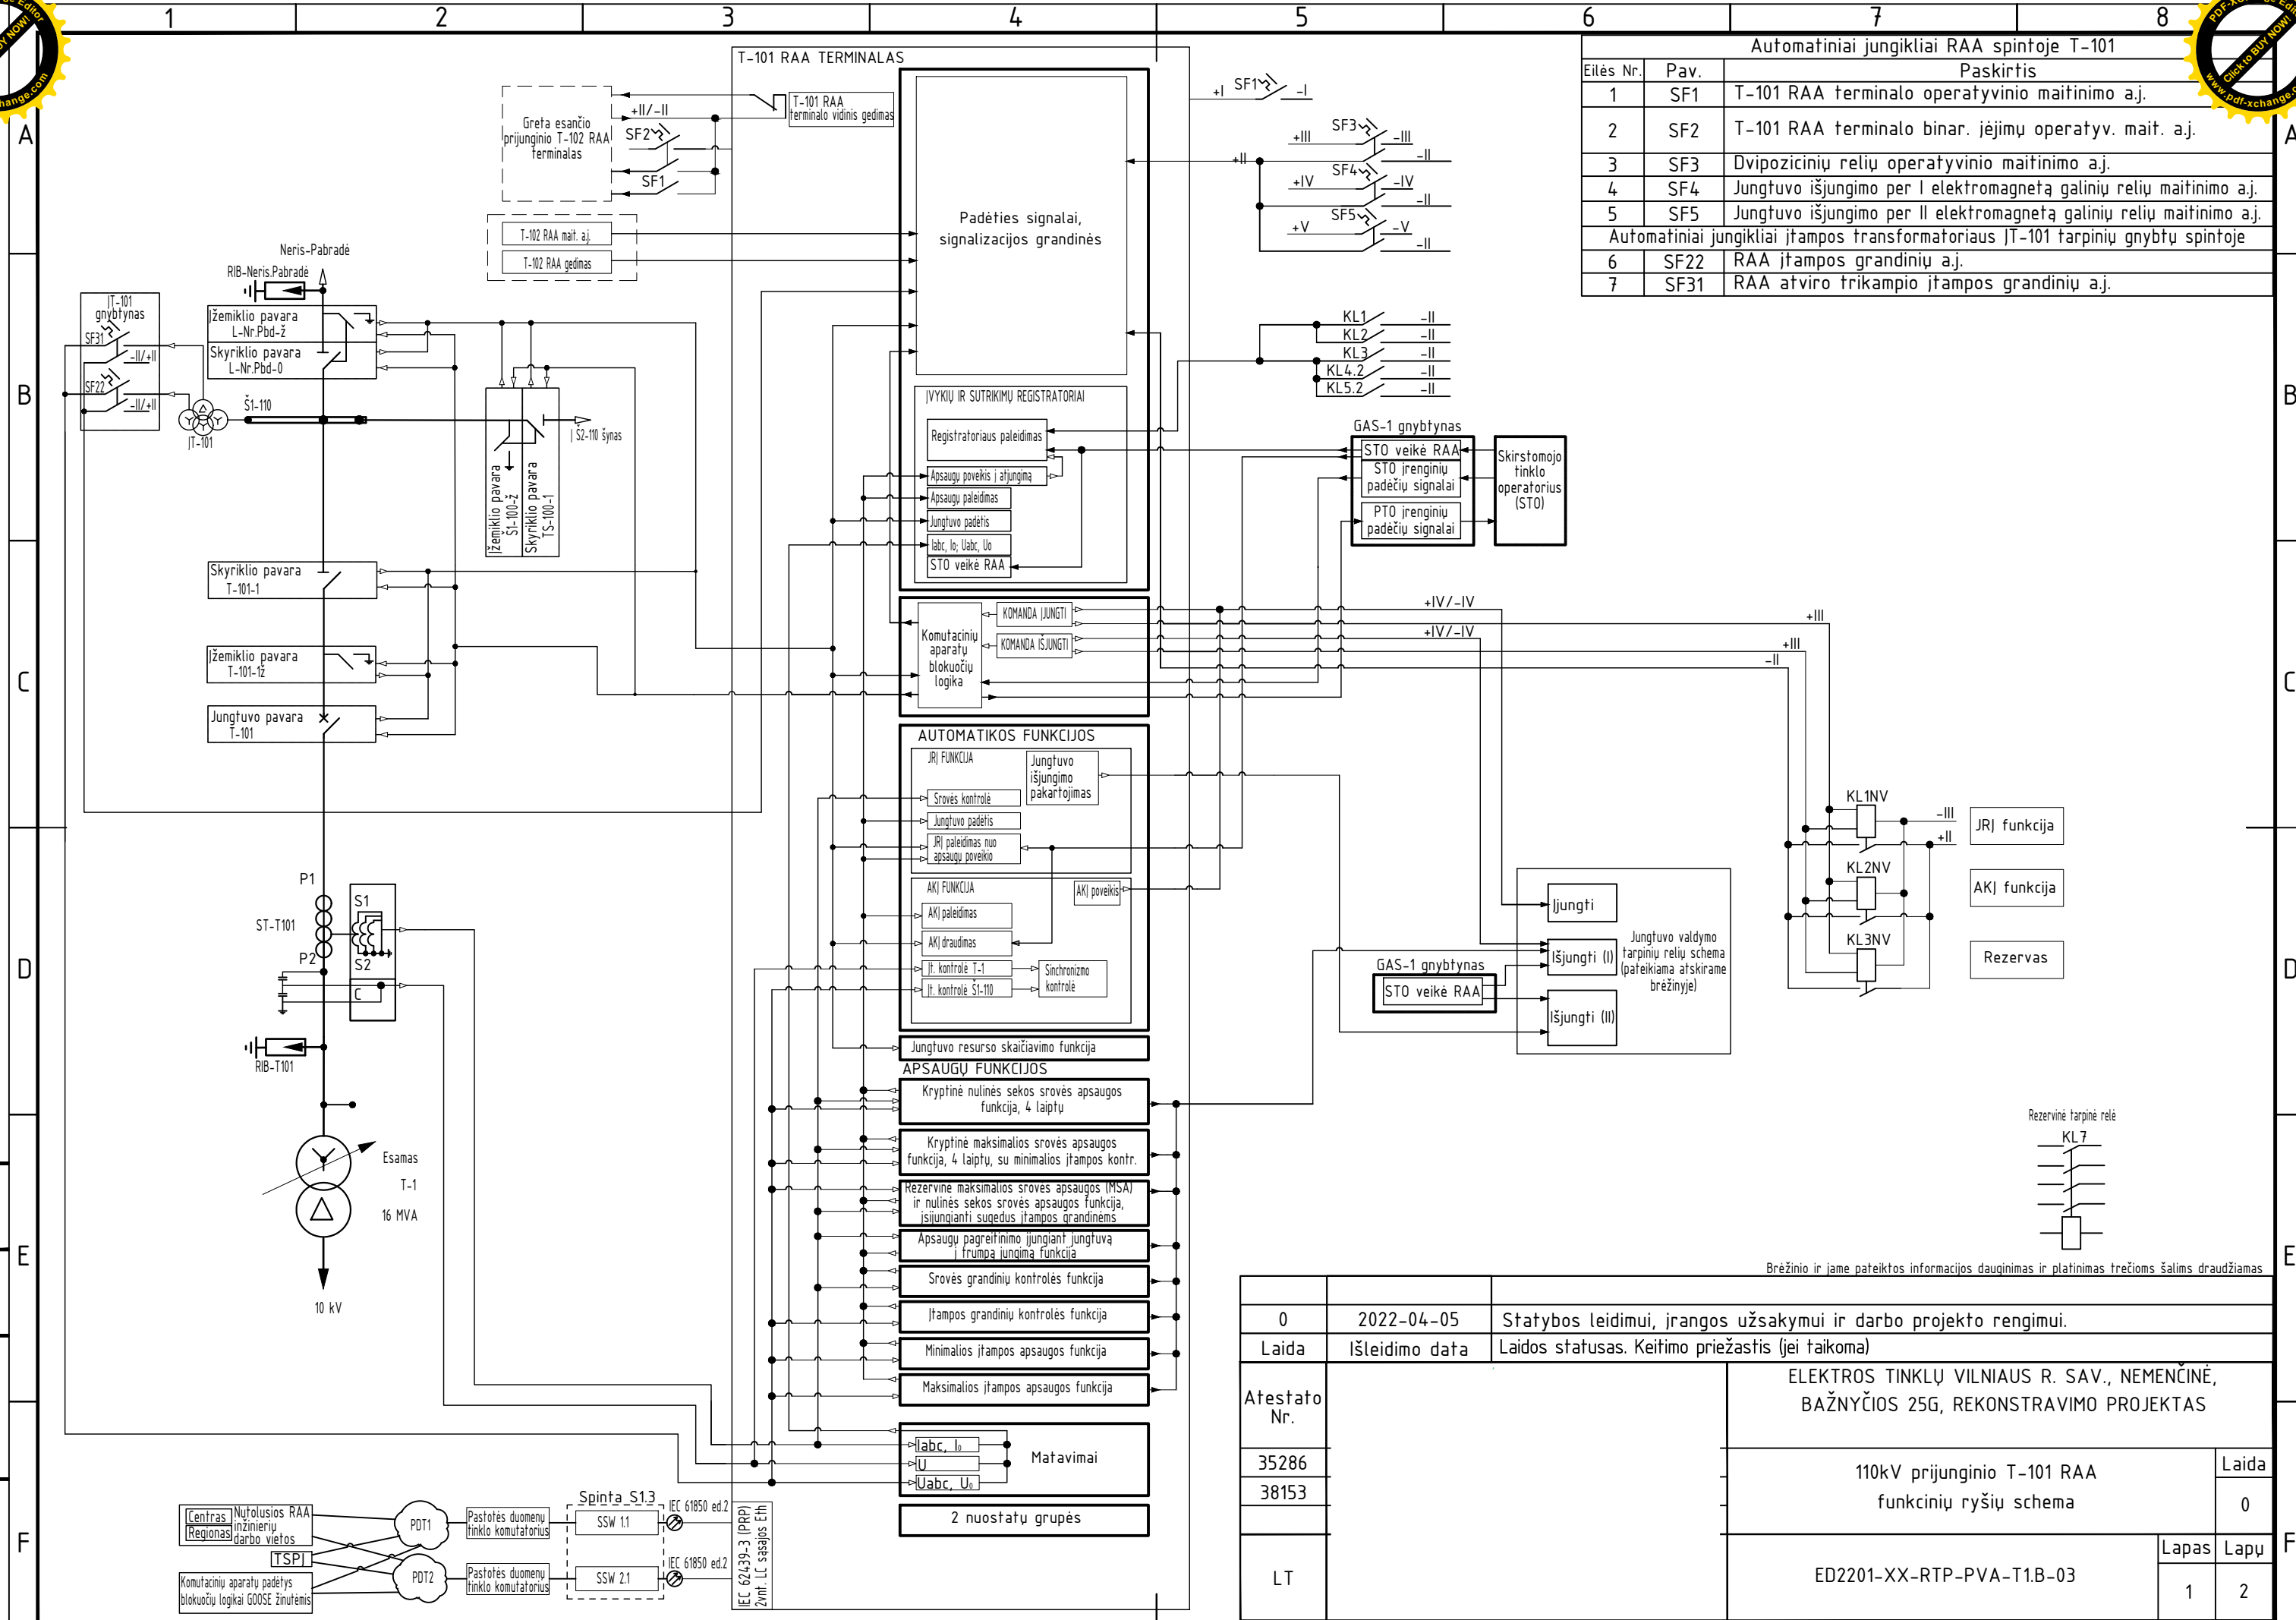 1 2 3 4 5 6 7 8
A
B
C
D
E
F
A
B
C
D
E
F
Click to BUY NOW!
www.pdf-xchange.com
T-101 RAA TERMINALAS
Greta esančio
prijunginio T-102 RAA
terminalas
+II/-II
SF2
SF1
T-101 RAA
terminalo vidinis gedimas
T-102 RAA mait. a.j.
T-102 RAA gedimas
Padėties signalai,
signalizacijos grandinės
+I SF1 -I
SF3
+III -III
+II -II
SF4
+IV -IV
-II
SF5
+V -V
-II
Automatiniai jungikliai RAA spintoje T-101
Eilės Nr. Pav. Paskirtis
1 SF1 T-101 RAA terminalo operatyvinio maitinimo a.j.
2 SF2 T-101 RAA terminalo binar. įėjimų operatyv. mait. a.j.
3 SF3 Dvipozicinių relių operatyvinio maitinimo a.j.
4 SF4 Jungtuvo išjungimo per I elektromagnetą galinių relių maitinimo a.j.
5 SF5 Jungtuvo išjungimo per II elektromagnetą galinių relių maitinimo a.j.
Automatiniai jungikliai įtampos transformatoriaus ĮT-101 tarpinių gnybtų spintoje
6 SF22 RAA įtampos grandinių a.j.
7 SF31 RAA atviro trikampio įtampos grandinių a.j.
Neris-Pabradė
RIB-Neris.Pabradė
ĮT-101
gnybtynas
SF31
-II/+II
SF22
-II/+II
ĮT-101
Įžemiklio pavara
L-Nr.Pbd-ž
Skyriklio pavara
L-Nr.Pbd-0
Š1-110
Įžemiklio pavara
Š1-100-ž
Skyriklio pavara
TS-100-1
Į Š2-110 šynas
Skyriklio pavara
T-101-1
Įžemiklio pavara
T-101-1ž
Jungtuvo pavara
T-101
KL1 -II
KL2 -II
KL3 -II
KL4.2 -II
KL5.2 -II
ĮVYKIŲ IR SUTRIKIMŲ REGISTRATORIAI
Registratoriaus paleidimas
Apsaugų poveikis į atjungimą
Apsaugų paleidimas
Jungtuvo padėtis
Iabc, Io; Uabc, Uo
STO veikė RAA
GAS-1 gnybtynas
STO veikė RAA
STO įrenginių
padėčių signalai
PTO įrenginių
padėčių signalai
Skirstomojo
tinklo
operatorius
(STO)
Komutacinių
aparatų
blokuočių
logika
KOMANDA ĮJUNGTI
KOMANDA IŠJUNGTI
+IV/-IV
+IV/-IV
+III
+III
-II
AUTOMATIKOS FUNKCIJOS
JRĮ FUNKCIJA
Jungtuvo
išjungimo
pakartojimas
Srovės kontrolė
Jungtuvo padėtis
JRĮ paleidimas nuo
apsaugų poveikio
AKĮ FUNKCIJA
AKĮ poveikis
AKĮ paleidimas
AKĮ draudimas
Įt. kontrolė T-1
Įt. kontrolė Š1-110
Sinchronizmo
kontrolė
Jungtuvo resurso skaičiavimo funkcija
APSAUGŲ FUNKCIJOS
Kryptinė nulinės sekos srovės apsaugos
funkcija, 4 laiptų
Kryptinė maksimalios srovės apsaugos
funkcija, 4 laiptų, su minimalios įtampos kontr.
Rezervinė maksimalios srovės apsaugos (MSA)
ir nulinės sekos srovės apsaugos funkcija,
įsijungianti sugedus įtampos grandinėms
Apsaugų pagreitinimo įjungiant jungtuvą
į trumpą jungimą funkcija
Srovės grandinių kontrolės funkcija
Įtampos grandinių kontrolės funkcija
Minimalios įtampos apsaugos funkcija
Maksimalios įtampos apsaugos funkcija
Iabc, I₀
U
Uabc, U₀
Matavimai
2 nuostatų grupės
P1
ST-T101
P2
S1
S2
C
RIB-T101
Esamas
T-1
16 MVA
10 kV
Įjungti
Išjungti (I)
Išjungti (II)
Jungtuvo valdymo
tarpinių relių schema
(pateikiama atskirame
brėžinyje)
GAS-1 gnybtynas
STO veikė RAA
KL1NV
-III
+II
KL2NV
KL3NV
JRĮ funkcija
AKĮ funkcija
Rezervas
Rezervinė tarpinė relė
KL7
Centras
Regionas
Nutolusios RAA
inžinierių
darbo vietos
TSPĮ
Komutacinių aparatų padėtys
blokuočių logikai GOOSE žinutėmis
PDT1
PDT2
Pastotės duomenų
tinklo komutatorius
Pastotės duomenų
tinklo komutatorius
Spinta S1.3
SSW 1.1
SSW 2.1
IEC 61850 ed.2
IEC 61850 ed.2
IEC 62439-3 (PRP)
2vnt. LC sąsajos Eth
Brėžinio ir jame pateiktos informacijos dauginimas ir platinimas trečioms šalims draudžiamas
0 2022-04-05 Statybos leidimui, įrangos užsakymui ir darbo projekto rengimui.
Laida Išleidimo data Laidos statusas. Keitimo priežastis (jei taikoma)
Atestato
Nr.
ELEKTROS TINKLŲ VILNIAUS R. SAV., NEMENČINĖ,
BAŽNYČIOS 25G, REKONSTRAVIMO PROJEKTAS
35286
38153
110kV prijunginio T-101 RAA
funkcinių ryšių schema
Laida
0
LT
ED2201-XX-RTP-PVA-T1.B-03
Lapas Lapų
1 2